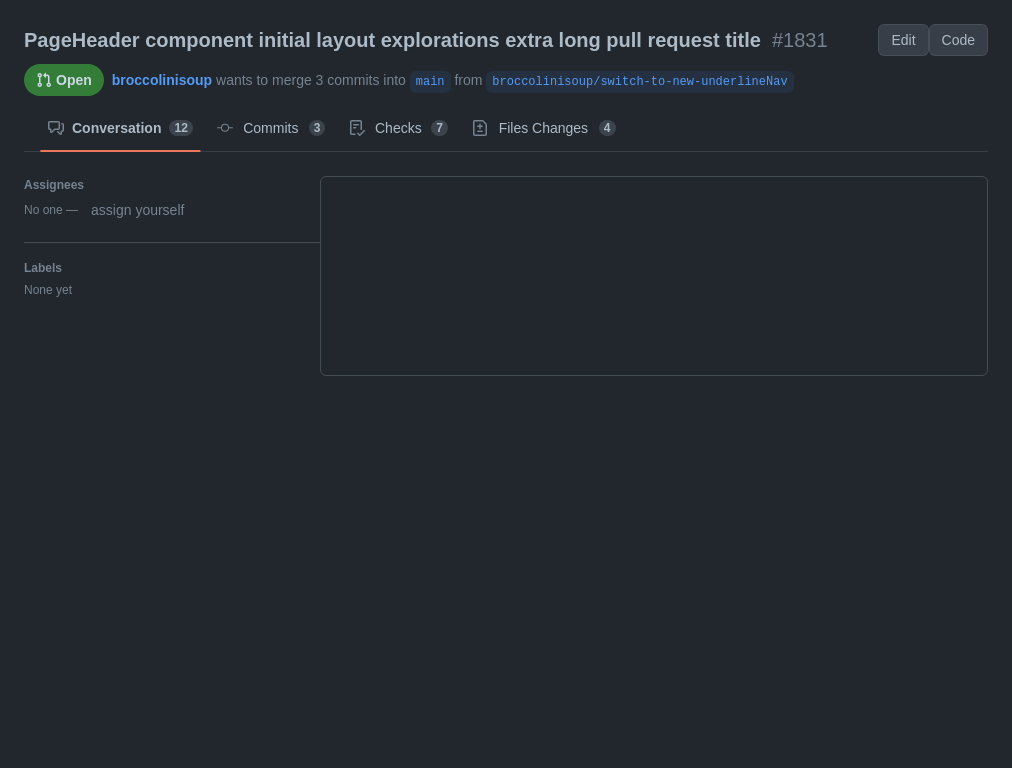 PageHeader component initial layout explorations extra long pull request title #1831
Edit Code
Open broccolinisoup wants to merge 3 commits into main from broccolinisoup/switch-to-new-underlineNav
Conversation 12 Commits 3 Checks 7 Files Changes 4
Assignees
No one — assign yourself
Labels
None yet